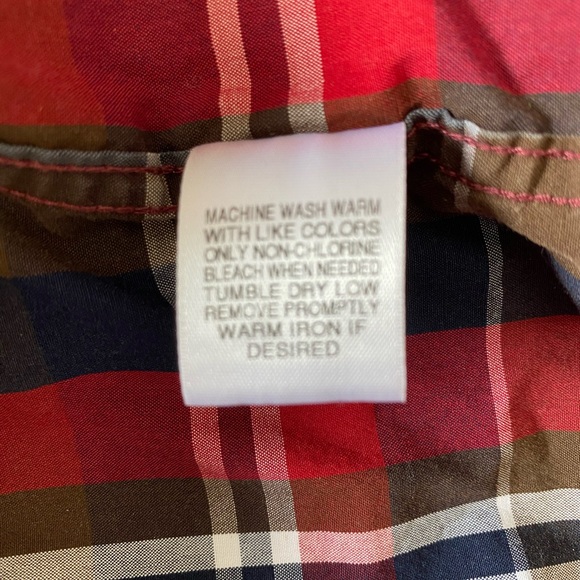 MACHINE WASH WARM
WITH LIKE COLORS
ONLY NON-CHLORINE
BLEACH WHEN NEEDED
TUMBLE DRY LOW
REMOVE PROMPTLY
WARM IRON IF
DESIRED